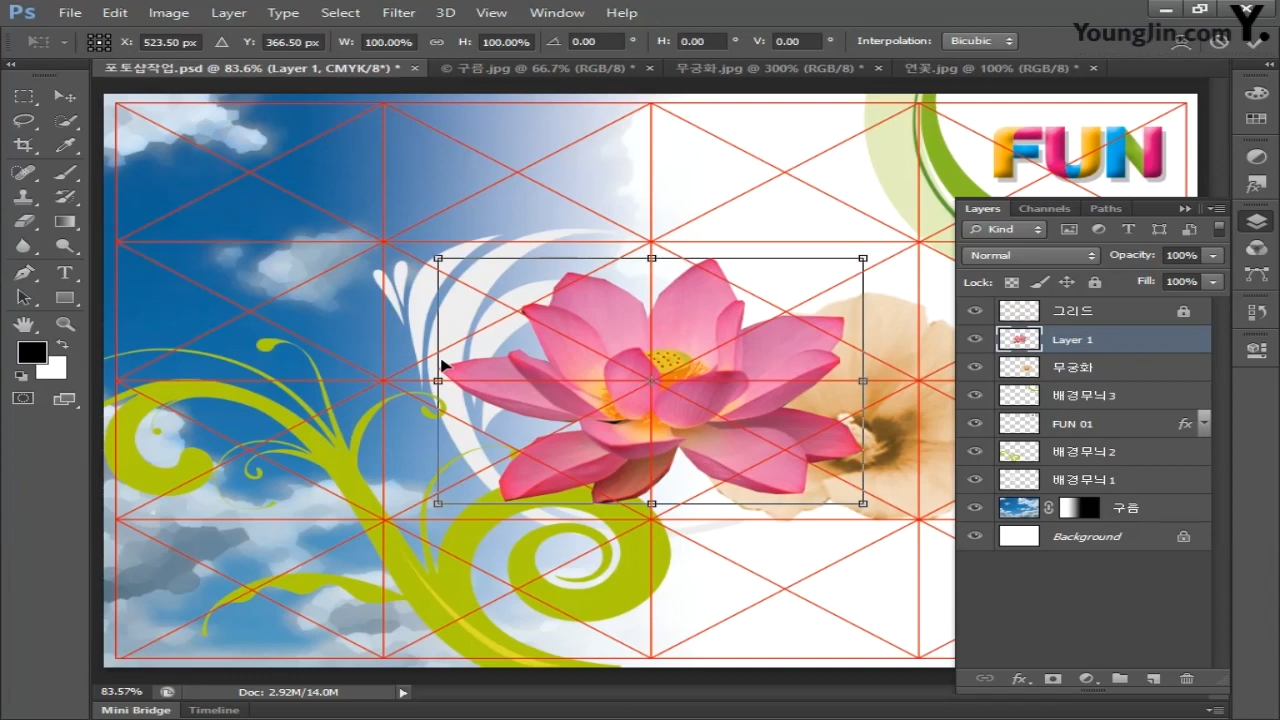 Ps File Edit Image Layer Type Select Filter 3D View Window Help
YoungJin.com Y.
X: 523.50 px Y: 366.50 px W: 100.00% H: 100.00% 0.00 ° H: 0.00 ° V: 0.00 ° Interpolation: Bicubic
포토샵작업.psd @ 83.6% (Layer 1, CMYK/8*) * × © 구름.jpg @ 66.7% (RGB/8) * × 무궁화.jpg @ 300% (RGB/8) * × 연꽃.jpg @ 100% (RGB/8) * ×
FUN
Layers Channels Paths
Kind
Normal Opacity: 100%
Lock: Fill: 100%
그리드
Layer 1
무궁화
배경무늬3
FUN 01 fx
배경무늬2
배경무늬1
구름
Background
83.57% Doc: 2.92M/14.0M
Mini Bridge Timeline